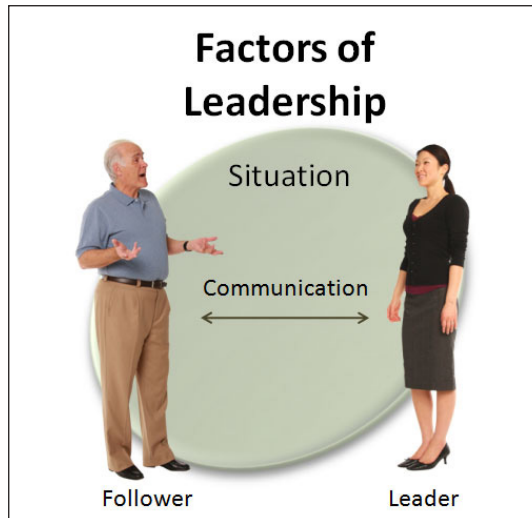 Factors of
Leadership
Situation
Communication
Follower
Leader